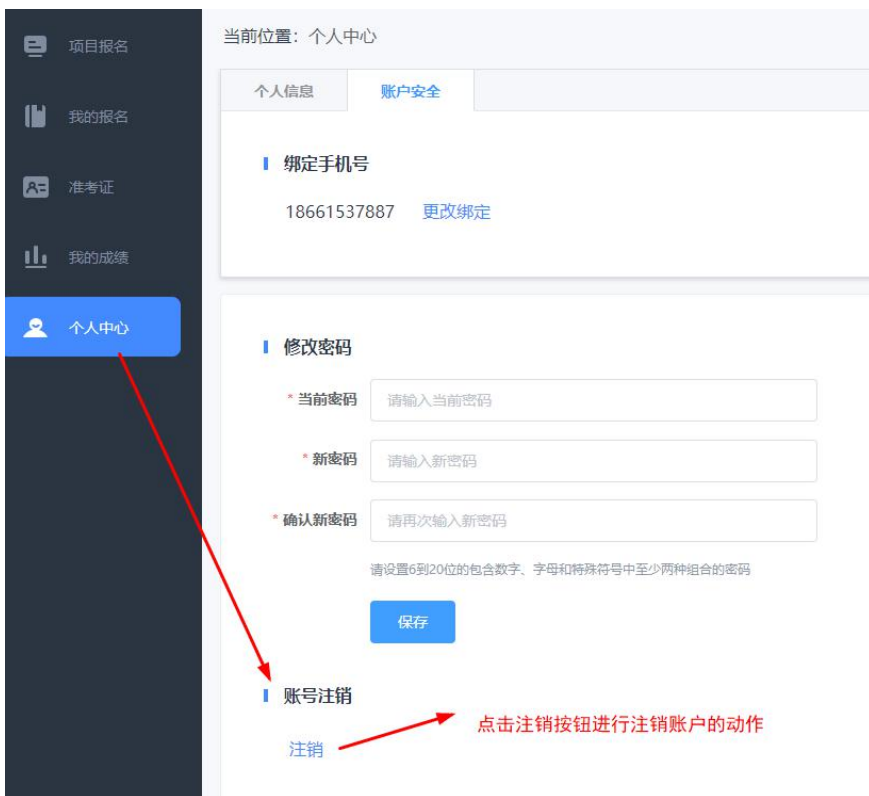 项目报名
我的报名
准考证
我的成绩
个人中心
当前位置：个人中心
个人信息 账户安全
绑定手机号
18661537887 更改绑定
修改密码
* 当前密码 请输入当前密码
* 新密码 请输入新密码
* 确认新密码 请再次输入新密码
请设置6到20位的包含数字、字母和特殊符号中至少两种组合的密码
保存
账号注销
点击注销按钮进行注销账户的动作
注销